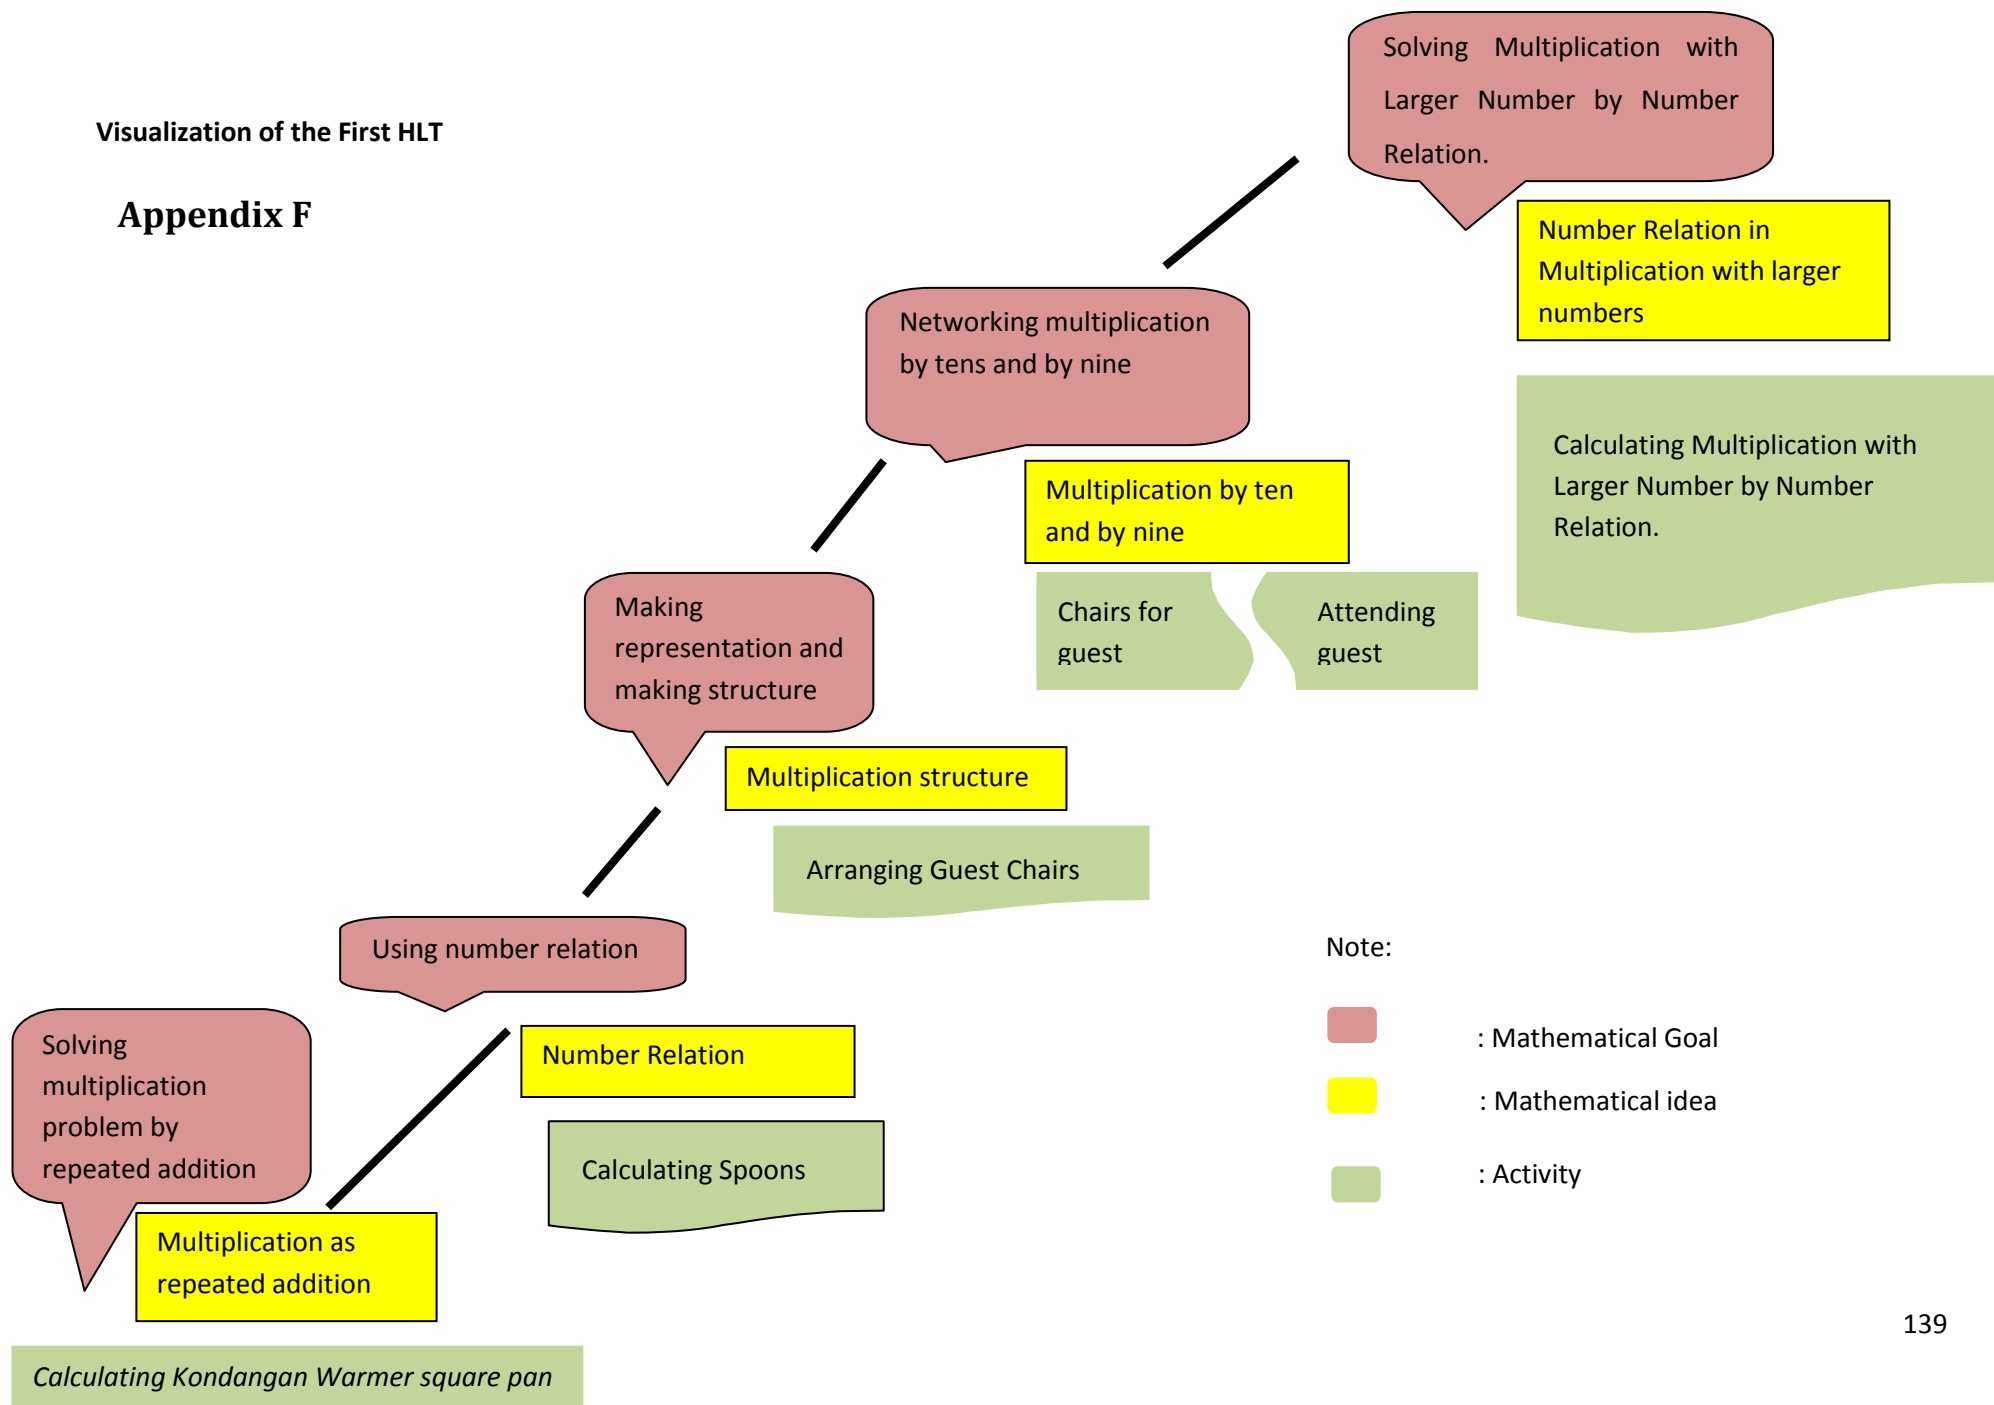 Visualization of the First HLT
Appendix F
Solving Multiplication with
Larger Number by Number
Relation.
Number Relation in
Multiplication with larger
numbers
Calculating Multiplication with
Larger Number by Number
Relation.
Networking multiplication
by tens and by nine
Multiplication by ten
and by nine
Chairs for
guest
Attending
guest
Making
representation and
making structure
Multiplication structure
Arranging Guest Chairs
Using number relation
Number Relation
Calculating Spoons
Solving
multiplication
problem by
repeated addition
Multiplication as
repeated addition
Calculating Kondangan Warmer square pan
Note:
: Mathematical Goal
: Mathematical idea
: Activity
139